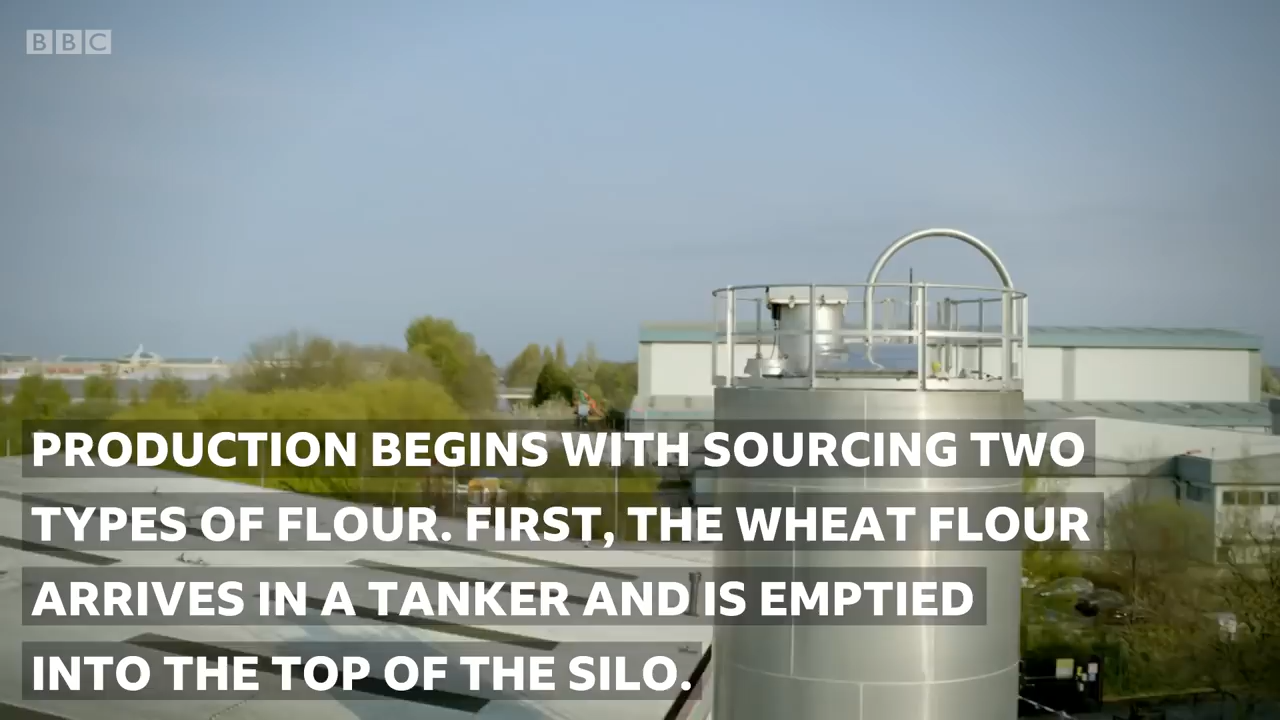 BBC
PRODUCTION BEGINS WITH SOURCING TWO
TYPES OF FLOUR. FIRST, THE WHEAT FLOUR
ARRIVES IN A TANKER AND IS EMPTIED
INTO THE TOP OF THE SILO.